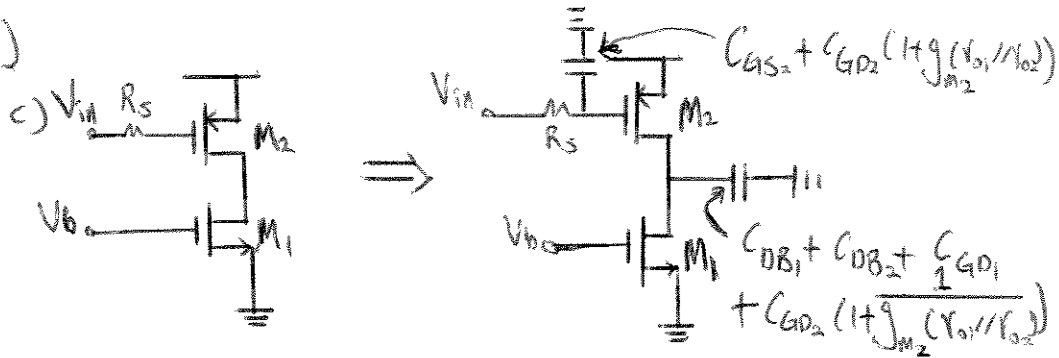 )
c) Vin RS M2
Vb M1
Vin RS M2
CGS2 + CGD2 (1+gM2(ro1//ro2))
Vb M1
CDB1 + CDB2 + CGD1
+ CGD2 (1+ 1/gM2(ro1//ro2))